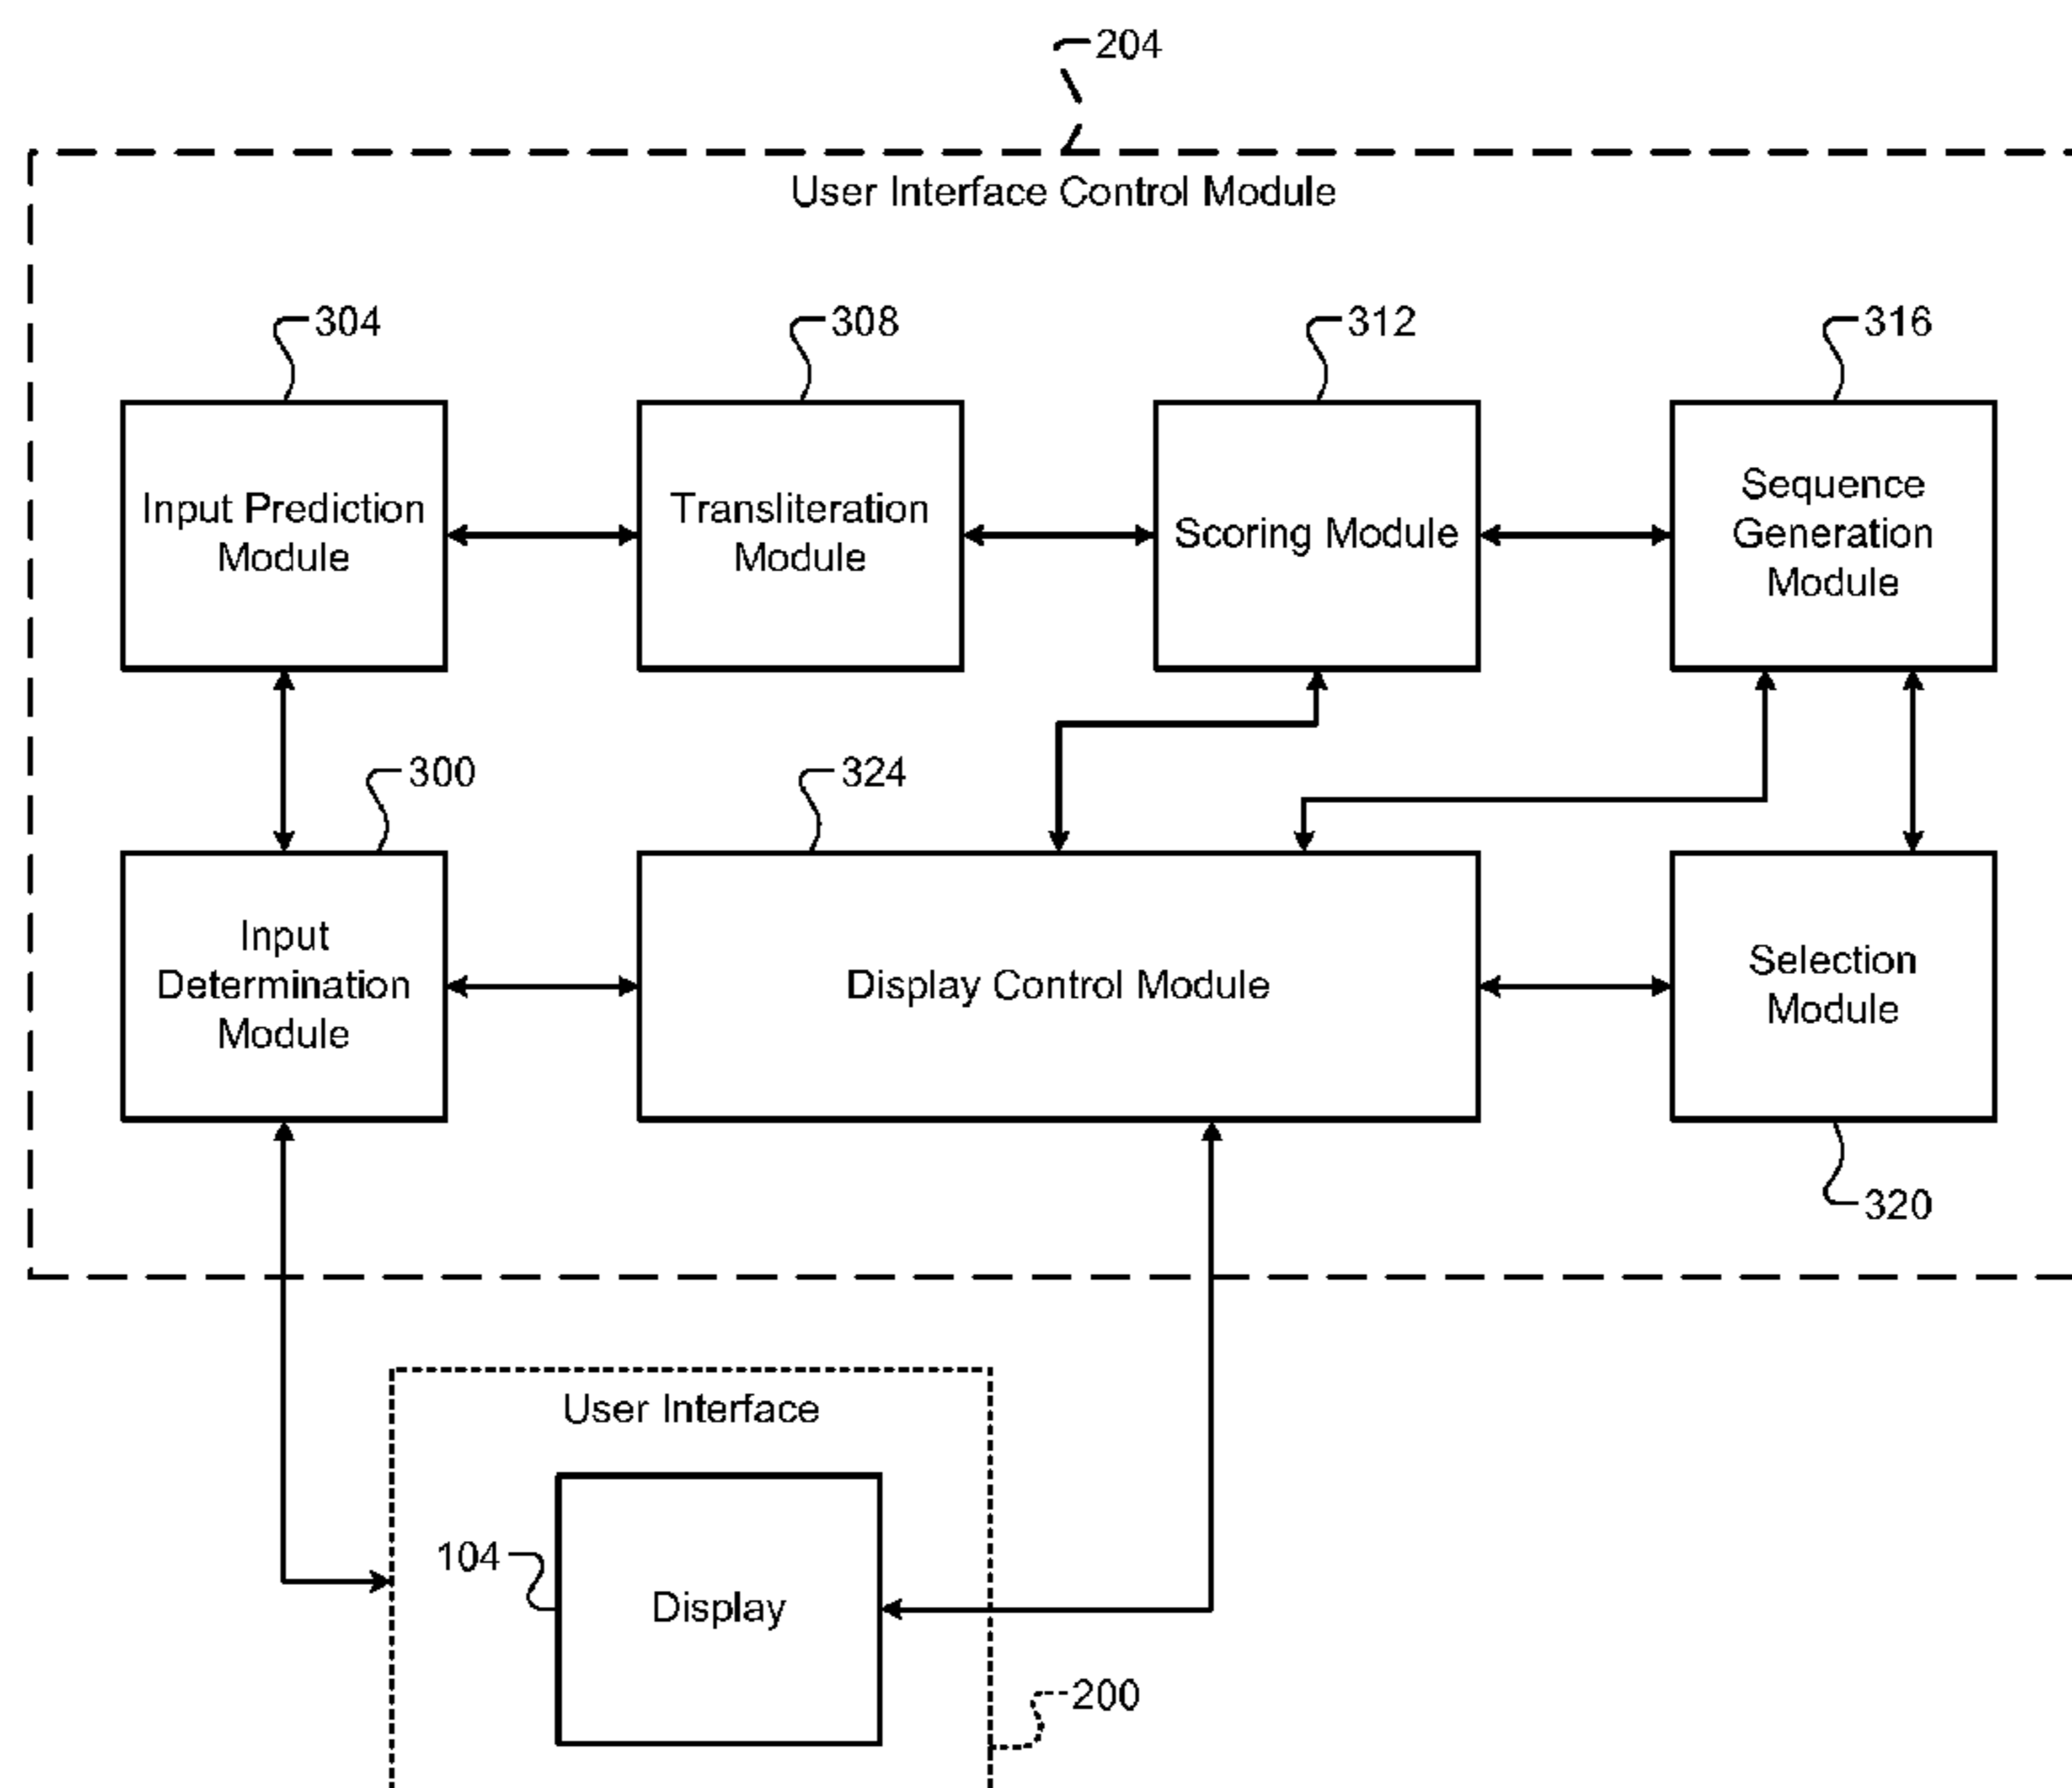 204
User Interface Control Module
304
308
312
316
Input Prediction
Module
Transliteration
Module
Scoring Module
Sequence
Generation
Module
300
324
Input
Determination
Module
Display Control Module
Selection
Module
320
User Interface
104
Display
200